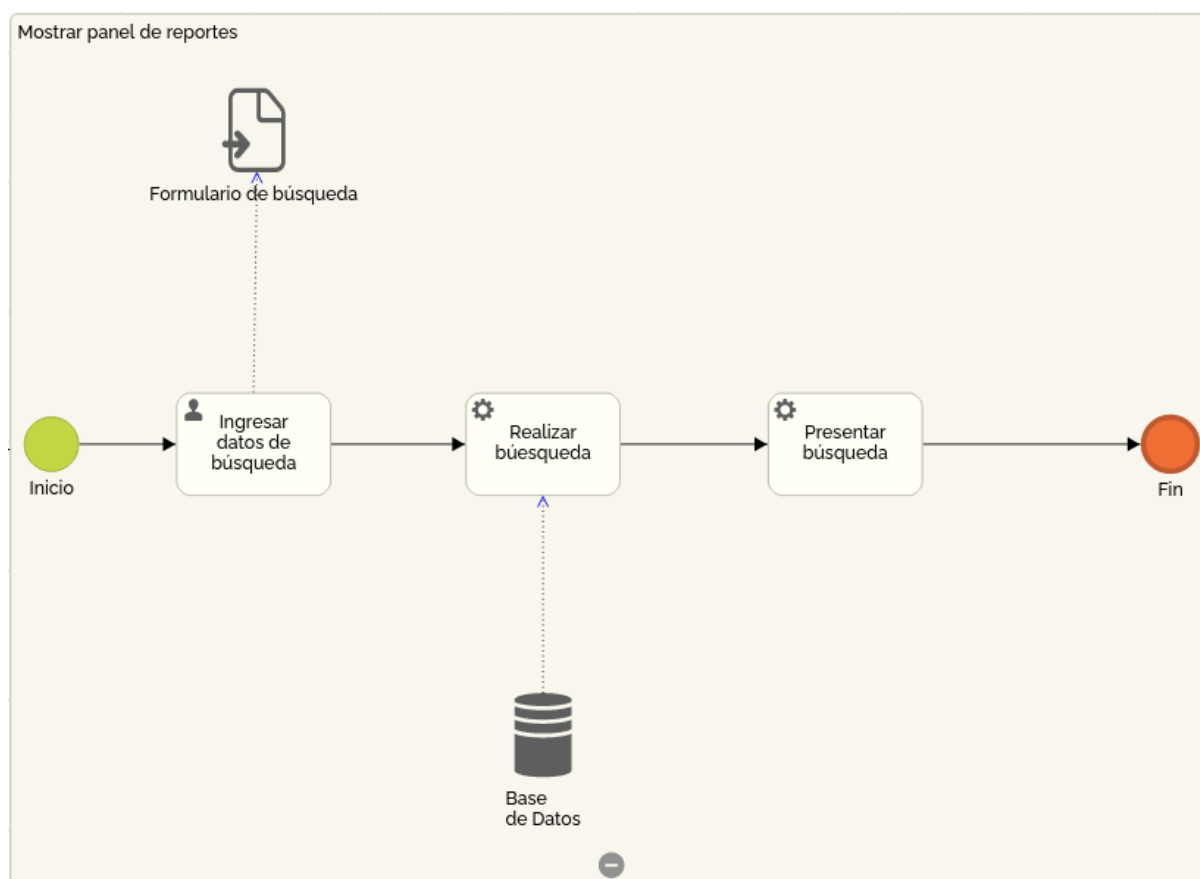 Mostrar panel de reportes
Formulario de búsqueda
Ingresar
datos de
búsqueda
Realizar
búesqueda
Presentar
búsqueda
Inicio
Fin
Base
de Datos